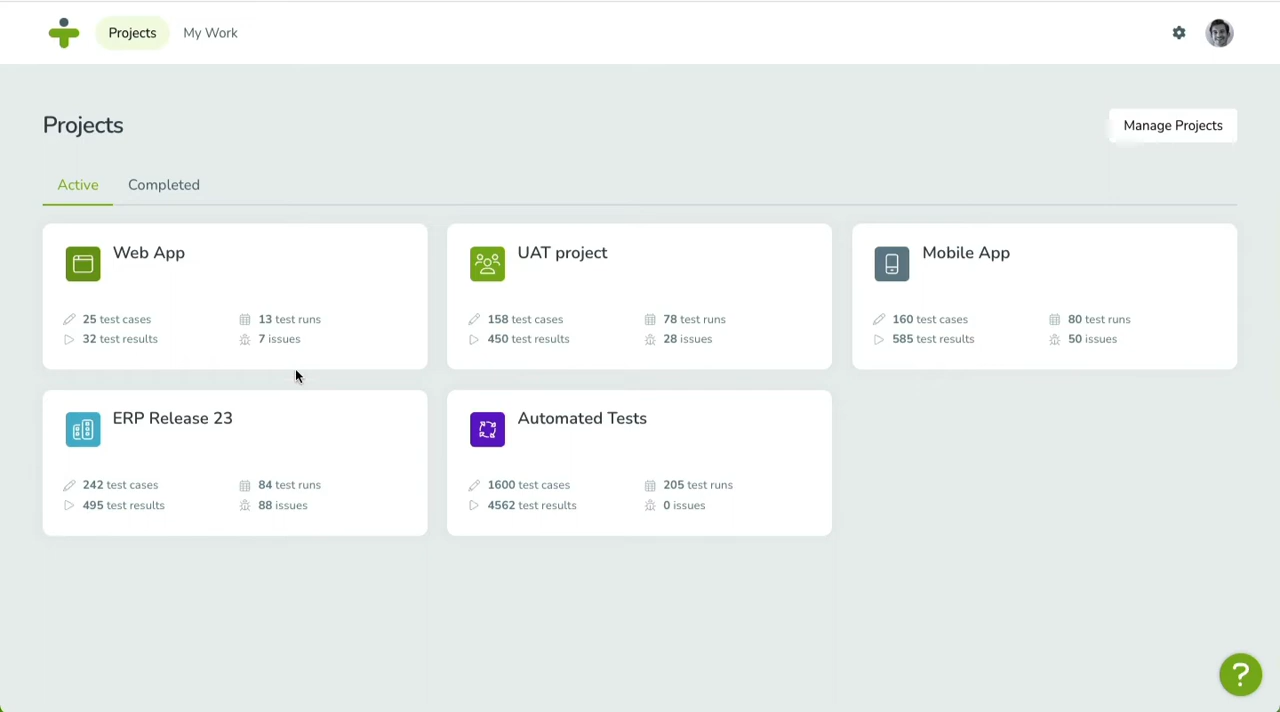 Projects
My Work
Projects
Manage Projects
Active
Completed
Web App
25 test cases
13 test runs
32 test results
7 issues
UAT project
158 test cases
78 test runs
450 test results
28 issues
Mobile App
160 test cases
80 test runs
585 test results
50 issues
ERP Release 23
242 test cases
84 test runs
495 test results
88 issues
Automated Tests
1600 test cases
205 test runs
4562 test results
0 issues
?